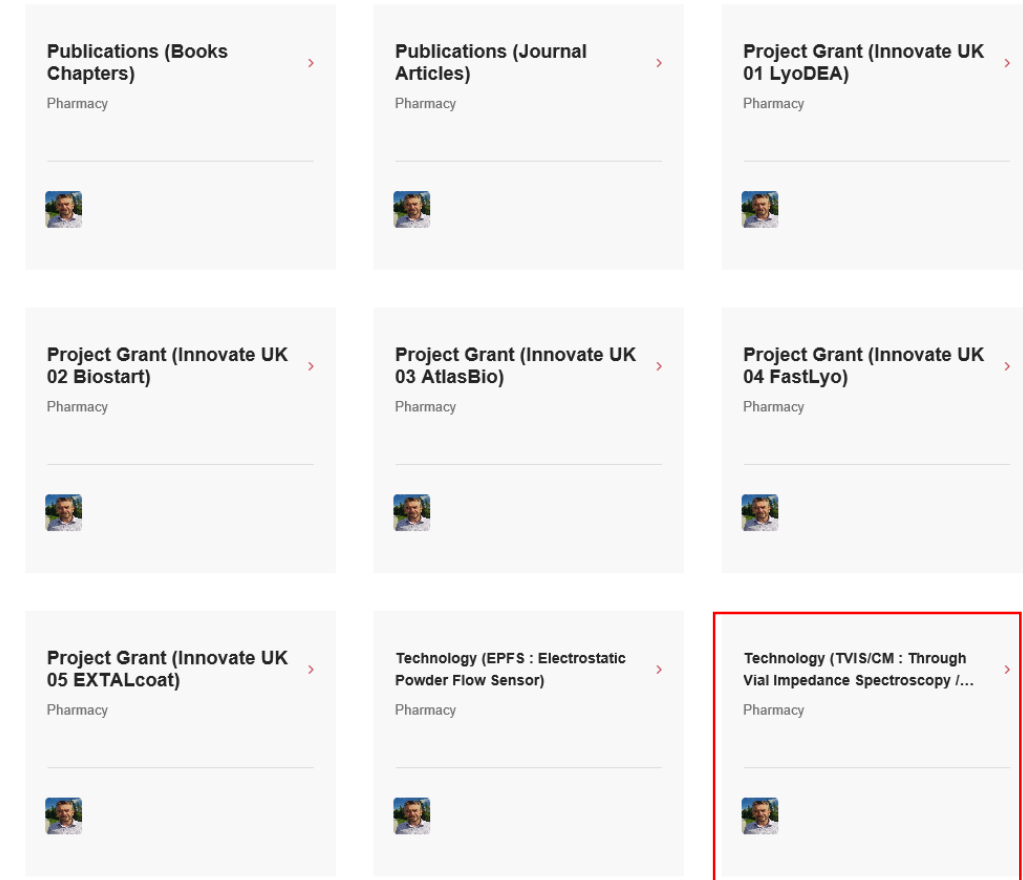 Publications (Books
Chapters)
Pharmacy
Publications (Journal
Articles)
Pharmacy
Project Grant (Innovate UK
01 LyoDEA)
Pharmacy
Project Grant (Innovate UK
02 Biostart)
Pharmacy
Project Grant (Innovate UK
03 AtlasBio)
Pharmacy
Project Grant (Innovate UK
04 FastLyo)
Pharmacy
Project Grant (Innovate UK
05 EXTALcoat)
Pharmacy
Technology (EPFS : Electrostatic
Powder Flow Sensor)
Pharmacy
Technology (TVIS/CM : Through
Vial Impedance Spectroscopy /...
Pharmacy